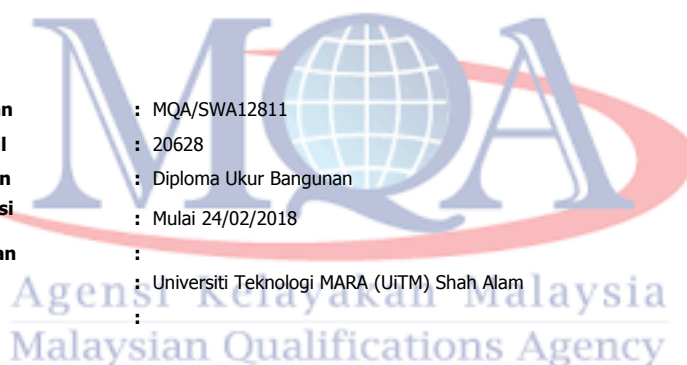 MQA
an : MQA/SWA12811
l : 20628
n : Diploma Ukur Bangunan
si : Mulai 24/02/2018
an :
: Universiti Teknologi MARA (UiTM) Shah Alam
:
Agensi Kelayakan Malaysia
Malaysian Qualifications Agency